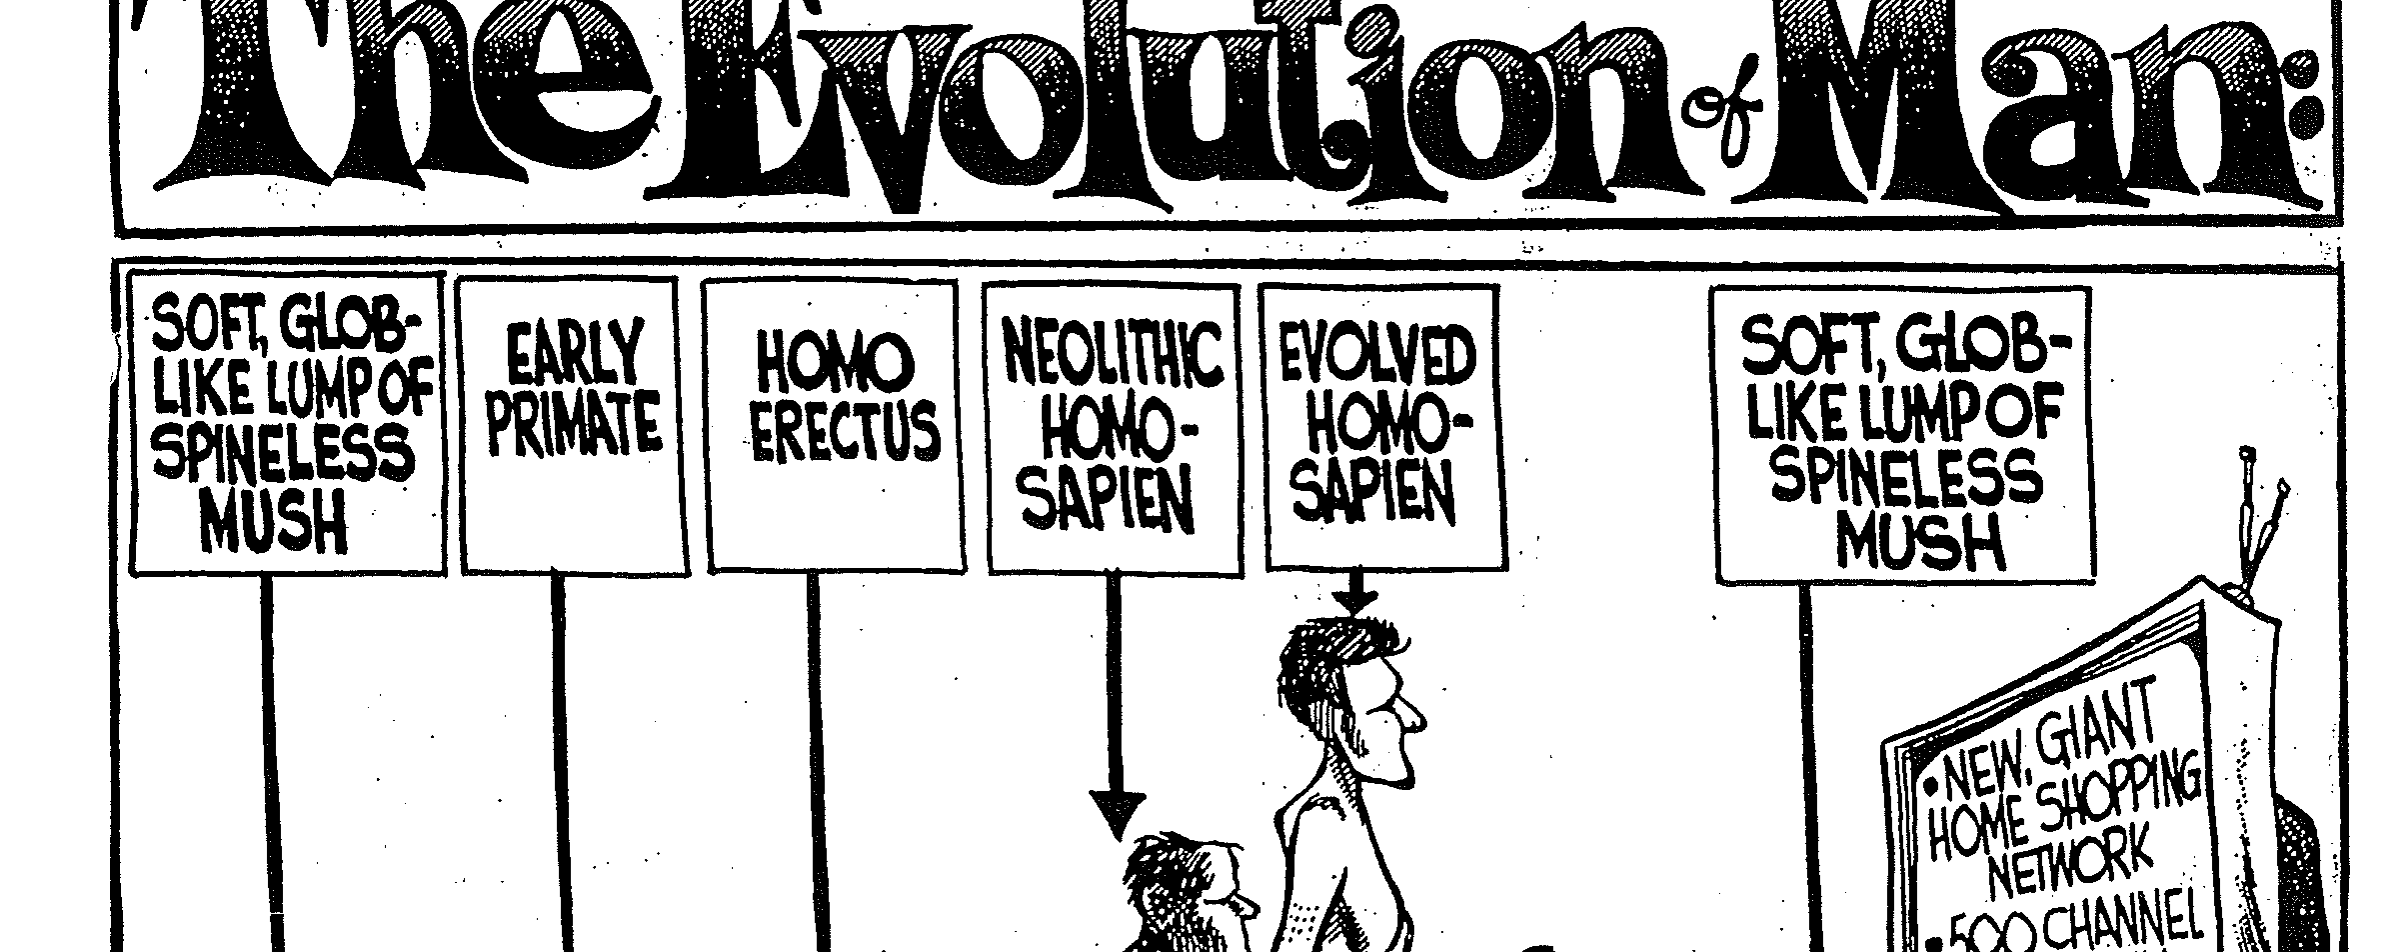 The Evolution of Man:
SOFT, GLOB-
LIKE LUMP OF
SPINELESS
MUSH
EARLY
PRIMATE
HOMO
ERECTUS
NEOLITHIC
HOMO-
SAPIEN
EVOLVED
HOMO-
SAPIEN
SOFT, GLOB-
LIKE LUMP OF
SPINELESS
MUSH
• NEW, GIANT
HOME SHOPPING
NETWORK
• 500 CHANNEL